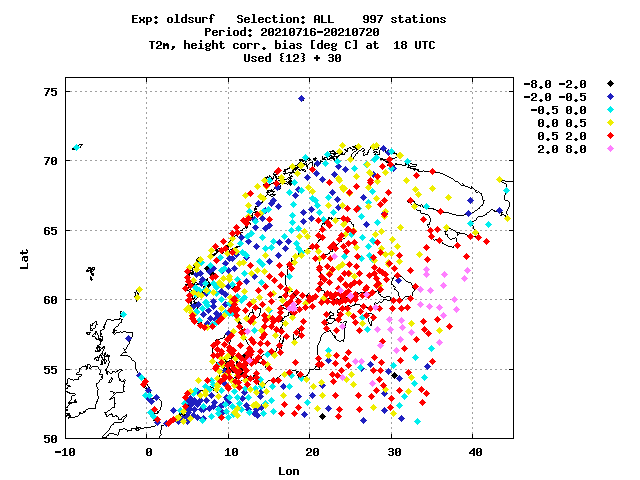 Exp: oldsurf   Selection: ALL    997 stations
Period: 20210716-20210720
T2m, height corr. bias [deg C] at  18 UTC
Used {12} + 30
-8.0 -2.0
-2.0 -0.5
-0.5 0.0
0.0 0.5
0.5 2.0
2.0 8.0
75
70
65
60
55
50
Lat
-10 0 10 20 30 40
Lon